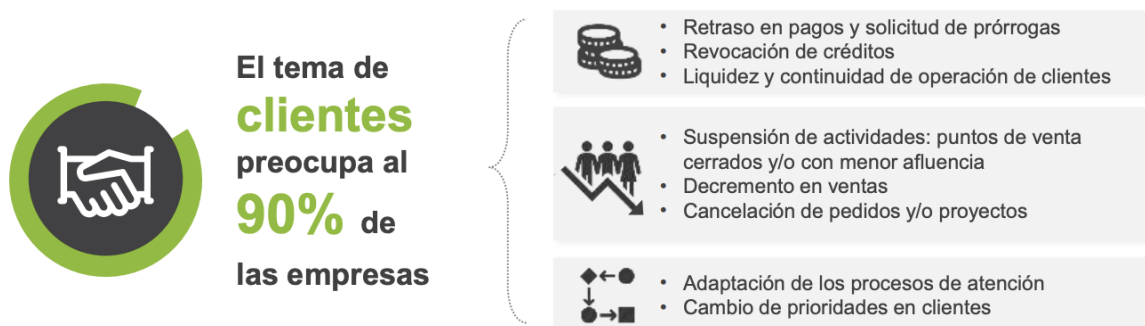 El tema de
clientes
preocupa al
90% de
las empresas
• Retraso en pagos y solicitud de prórrogas
• Revocación de créditos
• Liquidez y continuidad de operación de clientes
• Suspensión de actividades: puntos de venta
cerrados y/o con menor afluencia
• Decremento en ventas
• Cancelación de pedidos y/o proyectos
• Adaptación de los procesos de atención
• Cambio de prioridades en clientes